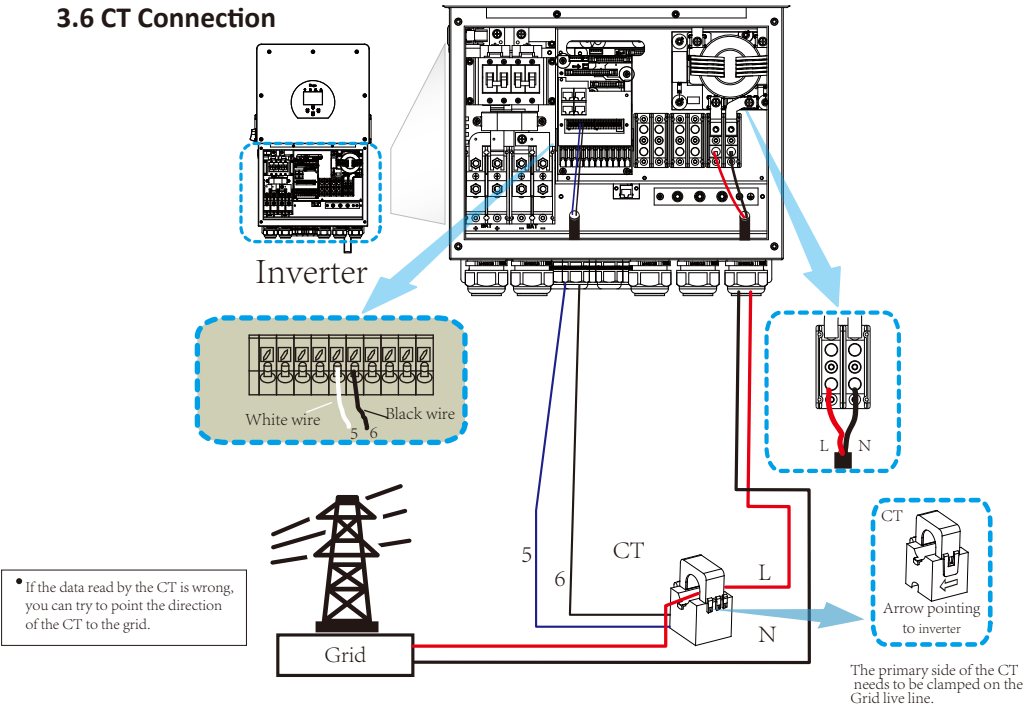 3.6 CT Connection
+ BAT + - BAT -
Inverter
White wire
Black wire
5 6
L N
5
6
CT
L
N
CT
Arrow pointing
to inverter
• If the data read by the CT is wrong,
you can try to point the direction
of the CT to the grid.
Grid
The primary side of the CT
needs to be clamped on the
Grid live line.